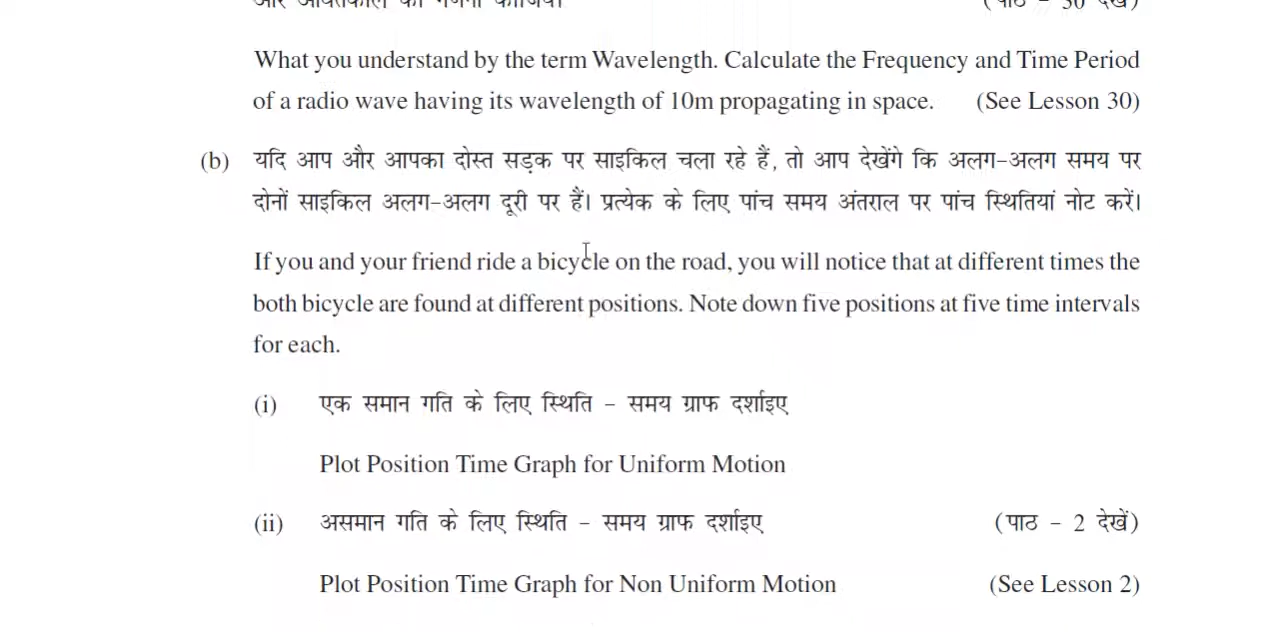 (पाठ - 30 देखें)
What you understand by the term Wavelength. Calculate the Frequency and Time Period
of a radio wave having its wavelength of 10m propagating in space. (See Lesson 30)
(b) यदि आप और आपका दोस्त सड़क पर साइकिल चला रहे हैं, तो आप देखेंगे कि अलग-अलग समय पर
दोनों साइकिल अलग-अलग दूरी पर हैं। प्रत्येक के लिए पांच समय अंतराल पर पांच स्थितियां नोट करें।
If you and your friend ride a bicycle on the road, you will notice that at different times the
both bicycle are found at different positions. Note down five positions at five time intervals
for each.
(i) एक समान गति के लिए स्थिति - समय ग्राफ दर्शाइए
Plot Position Time Graph for Uniform Motion
(ii) असमान गति के लिए स्थिति - समय ग्राफ दर्शाइए (पाठ - 2 देखें)
Plot Position Time Graph for Non Uniform Motion (See Lesson 2)